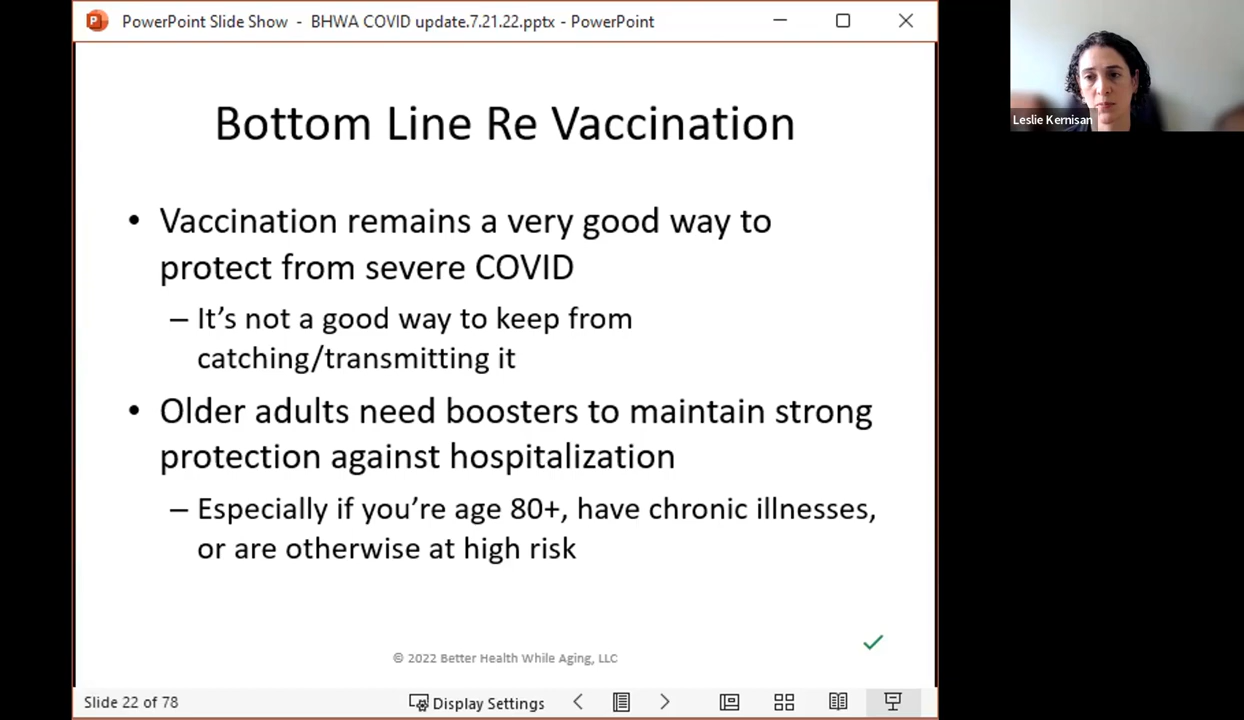 PowerPoint Slide Show - BHWA COVID update.7.21.22.pptx - PowerPoint
Leslie Kernisan
Bottom Line Re Vaccination
• Vaccination remains a very good way to
protect from severe COVID
– It's not a good way to keep from
catching/transmitting it
• Older adults need boosters to maintain strong
protection against hospitalization
– Especially if you're age 80+, have chronic illnesses,
or are otherwise at high risk
© 2022 Better Health While Aging, LLC
Slide 22 of 78
Display Settings